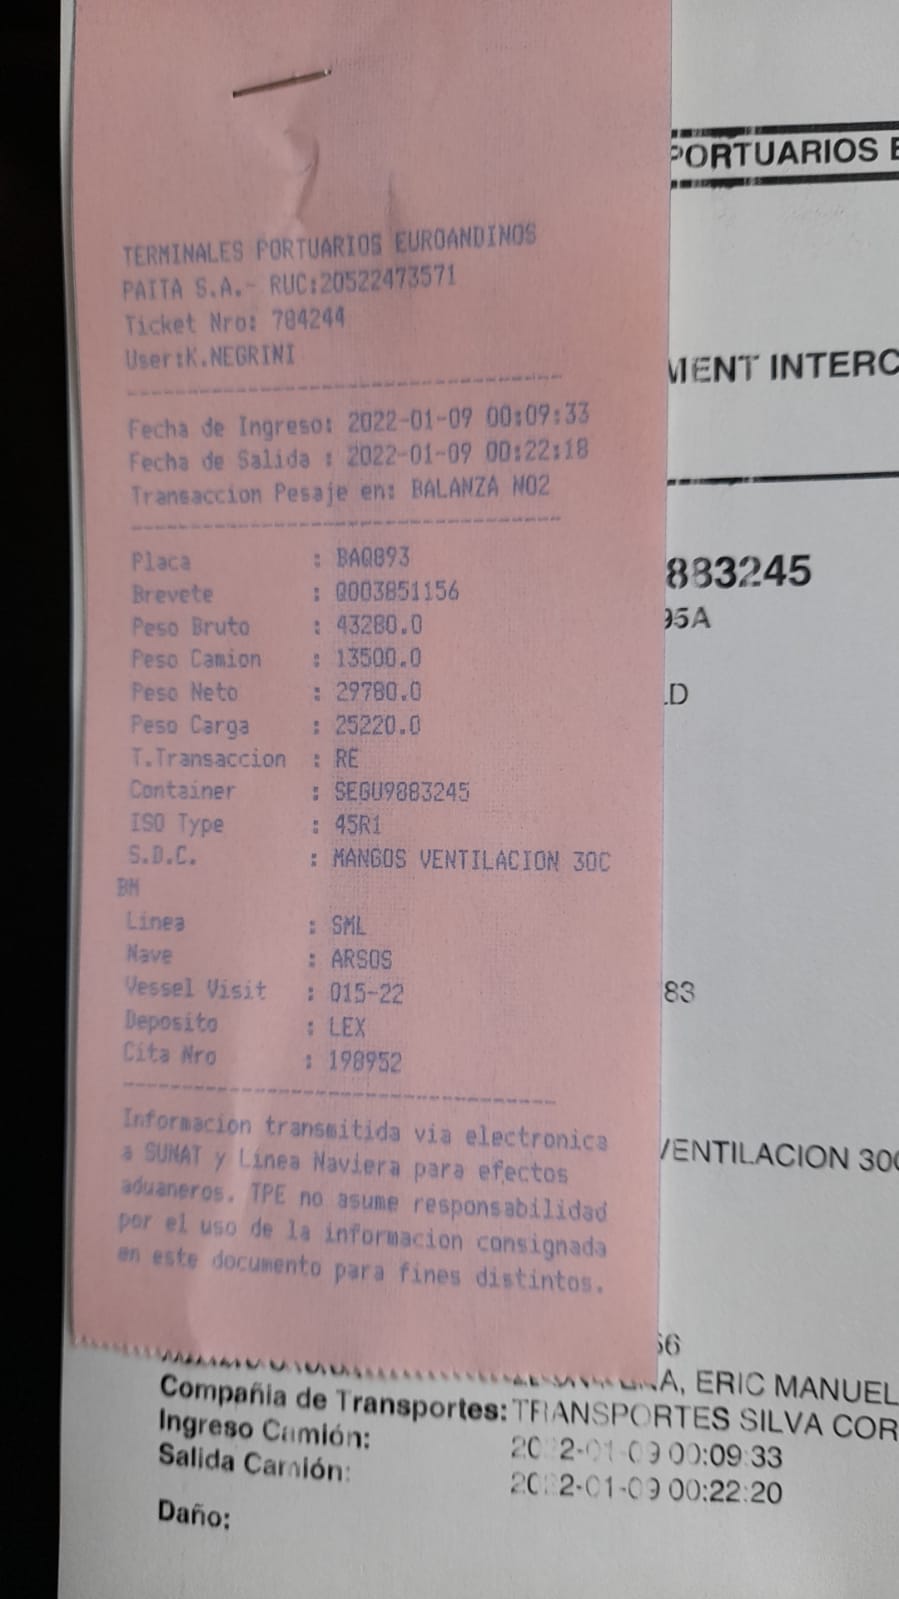 TERMINALES PORTUARIOS EUROANDINOS
PAITA S.A.- RUC:20522473571
Ticket Nro: 784244
User:K.NEGRINI
Fecha de Ingreso: 2022-01-09 00:09:33
Fecha de Salida : 2022-01-09 00:22:18
Transaccion Pesaje en: BALANZA NO2
Placa : BAQ893
Brevete : Q003851156
Peso Bruto : 43280.0
Peso Camion : 13500.0
Peso Neto : 29780.0
Peso Carga : 25220.0
T.Transaccion : RE
Container : SEGU9883245
ISO Type : 45R1
S.D.C. : MANGOS VENTILACION 30C
BM
Linea : SML
Nave : ARSOS
Vessel Visit : 015-22
Deposito : LEX
Cita Nro : 198952
Informacion transmitida via electronica
a SUNAT y Linea Naviera para efectos
aduaneros. TPE no asume responsabilidad
por el uso de la informacion consignada
en este documento para fines distintos.
PORTUARIOS E
MENT INTERC
883245
95A
LD
83
VENTILACION 30C
56
A, ERIC MANUEL
Compañia de Transportes: TRANSPORTES SILVA COR
Ingreso Camión: 2022-01-09 00:09:33
Salida Camión: 2022-01-09 00:22:20
Daño: